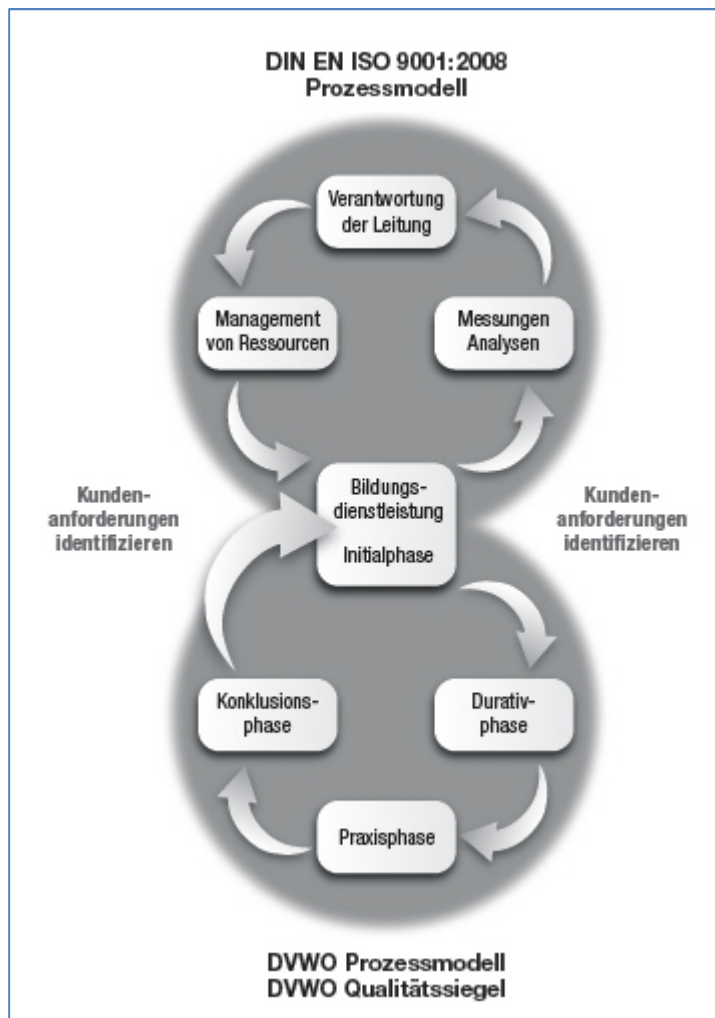 DIN EN ISO 9001:2008
Prozessmodell
Verantwortung
der Leitung
Management
von Ressourcen
Messungen
Analysen
Kunden-
anforderungen
identifizieren
Bildungs-
dienstleistung
Initialphase
Kunden-
anforderungen
identifizieren
Konklusions-
phase
Durativ-
phase
Praxisphase
DVWO Prozessmodell
DVWO Qualitätssiegel